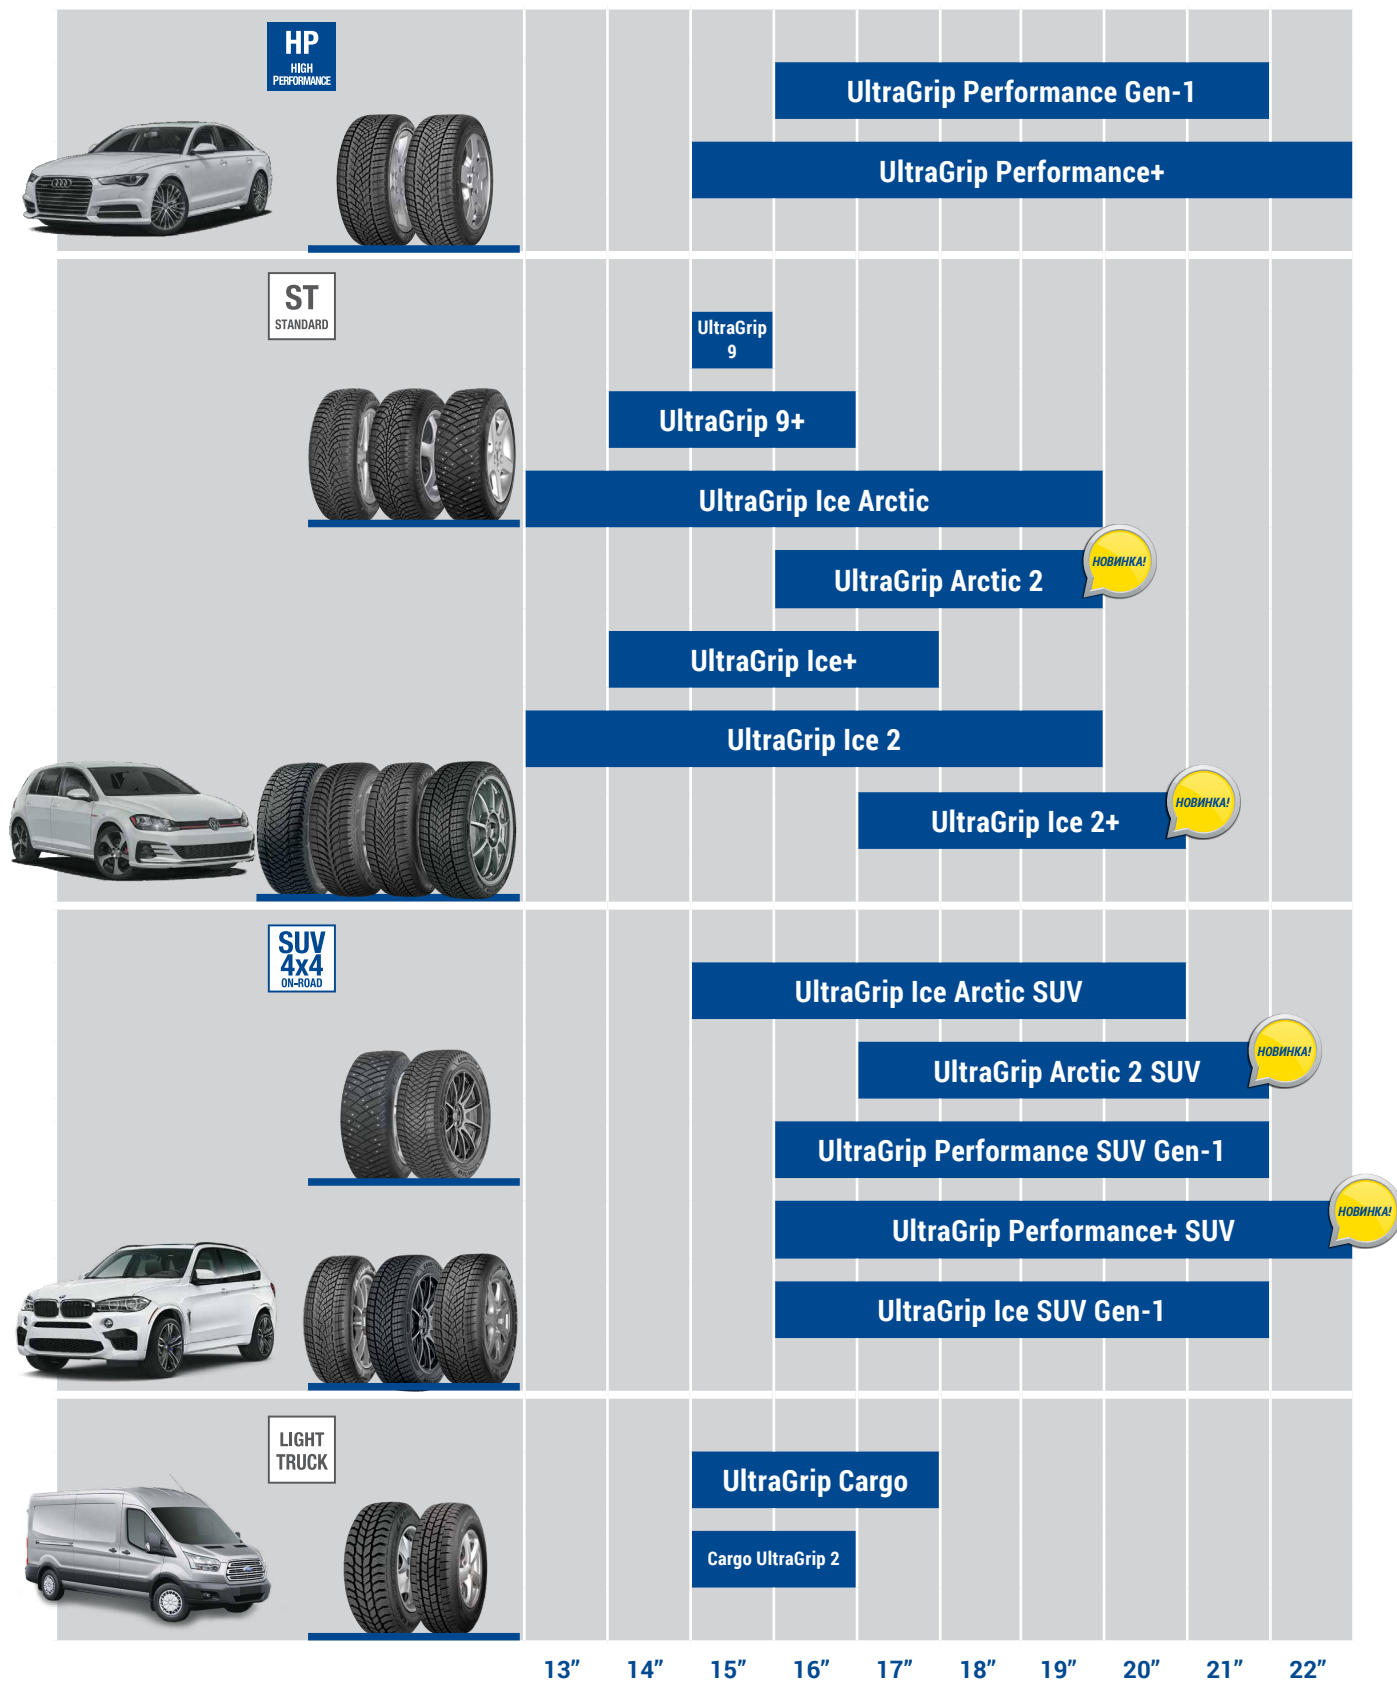 HP
HIGH
PERFORMANCE
UltraGrip Performance Gen-1
UltraGrip Performance+
ST
STANDARD
UltraGrip
9
UltraGrip 9+
UltraGrip Ice Arctic
UltraGrip Arctic 2
НОВИНКА!
UltraGrip Ice+
UltraGrip Ice 2
UltraGrip Ice 2+
НОВИНКА!
SUV
4x4
ON-ROAD
UltraGrip Ice Arctic SUV
UltraGrip Arctic 2 SUV
НОВИНКА!
UltraGrip Performance SUV Gen-1
UltraGrip Performance+ SUV
НОВИНКА!
UltraGrip Ice SUV Gen-1
LIGHT
TRUCK
UltraGrip Cargo
Cargo UltraGrip 2
13” 14” 15” 16” 17” 18” 19” 20” 21” 22”